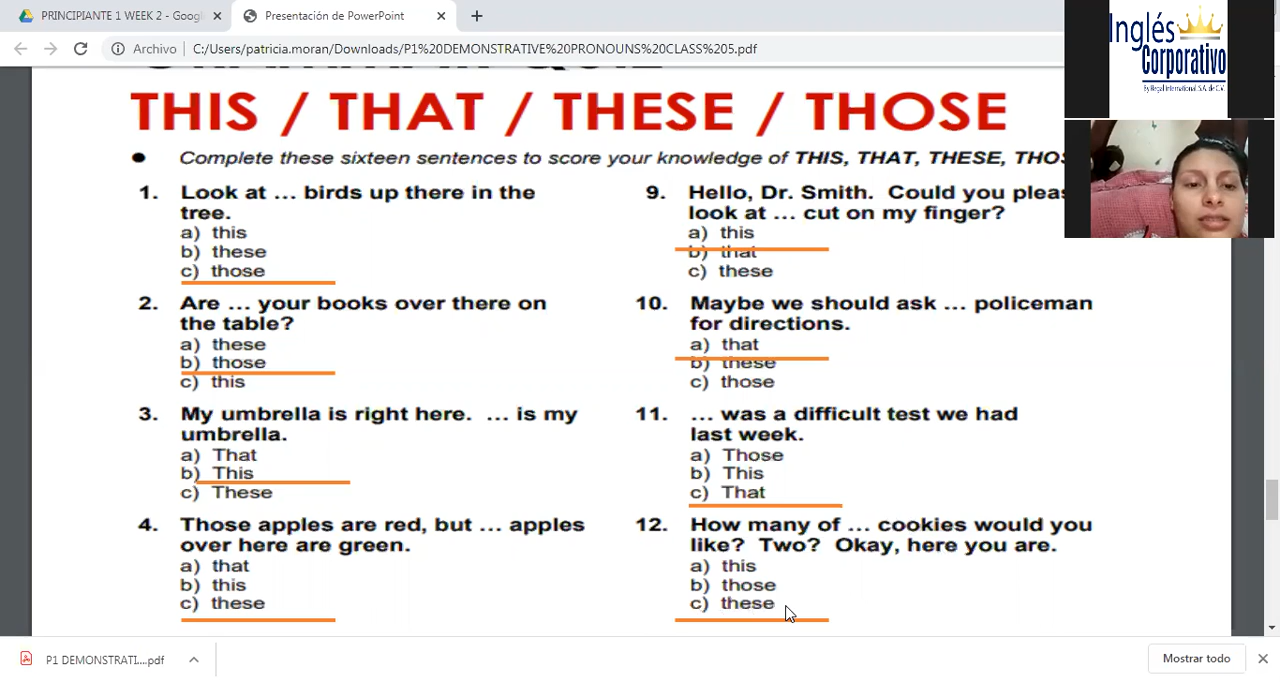 PRINCIPIANTE 1 WEEK 2 - Googl
Presentación de PowerPoint
Archivo
C:/Users/patricia.moran/Downloads/P1%20DEMONSTRATIVE%20PRONOUNS%20CLASS%205.pdf
Inglés
Corporativo
By Regal International S.A. de C.V.
THIS / THAT / THESE / THOSE
Complete these sixteen sentences to score your knowledge of THIS, THAT, THESE, THOS
1. Look at ... birds up there in the
tree.
a) this
b) these
c) those
2. Are ... your books over there on
the table?
a) these
b) those
c) this
3. My umbrella is right here. ... is my
umbrella.
a) That
b) This
c) These
4. Those apples are red, but ... apples
over here are green.
a) that
b) this
c) these
9. Hello, Dr. Smith. Could you pleas
look at ... cut on my finger?
a) this
b) that
c) these
10. Maybe we should ask ... policeman
for directions.
a) that
b) these
c) those
11. ... was a difficult test we had
last week.
a) Those
b) This
c) That
12. How many of ... cookies would you
like? Two? Okay, here you are.
a) this
b) those
c) these
P1 DEMONSTRATI....pdf
Mostrar todo